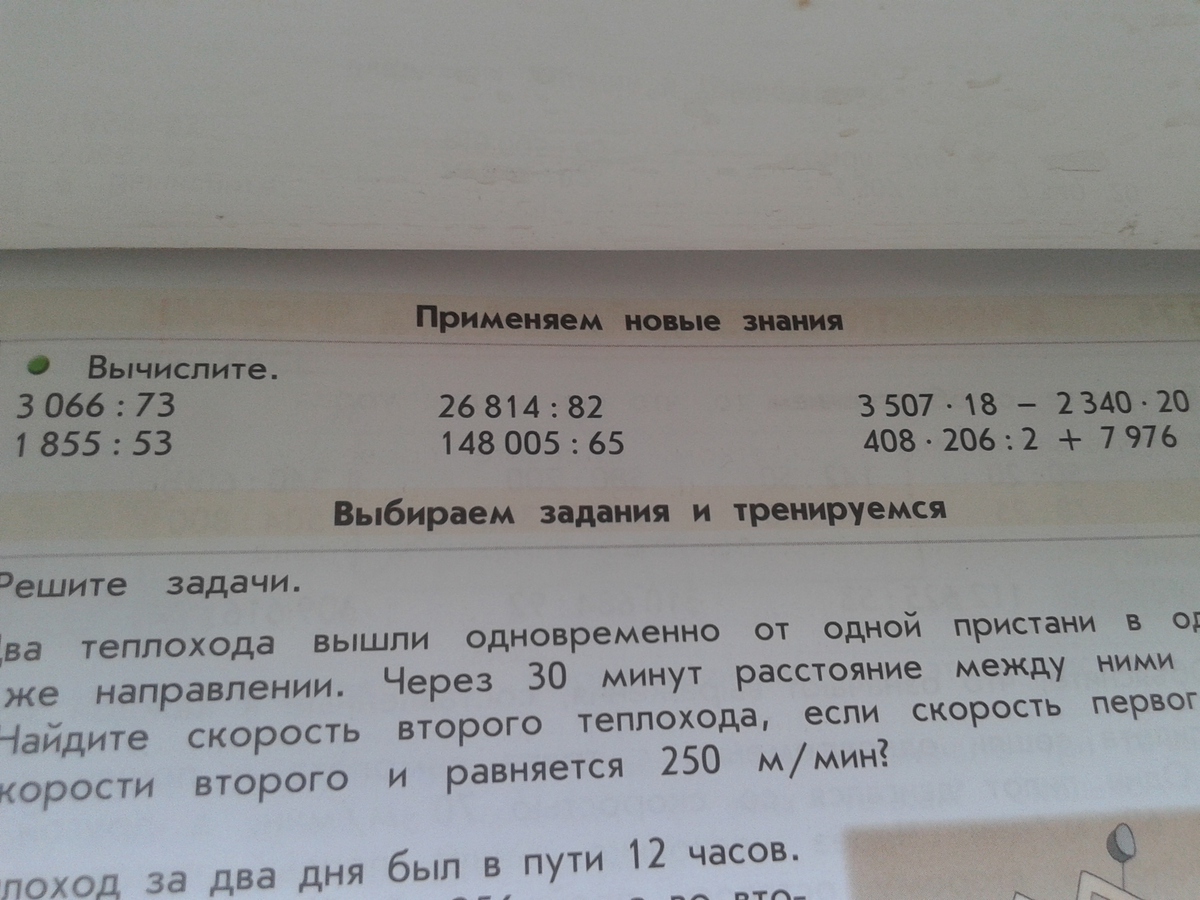 Применяем новые знания
Вычислите.
3 066 : 73 26 814 : 82 3 507 · 18 – 2 340 · 20
1 855 : 53 148 005 : 65 408 · 206 : 2 + 7 976
Выбираем задания и тренируемся
Решите задачи.
теплохода вышли одновременно от одной пристани в
же направлении. Через 30 минут расстояние между ними
Найдите скорость второго теплохода, если скорость
второго и равняется 250 м/мин?
за два дня был в пути 12 часов.